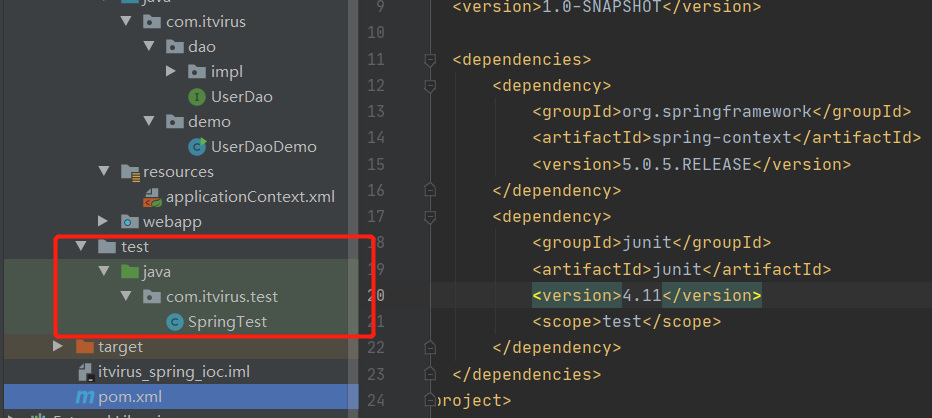 java
com.itvirus
dao
impl
UserDao
demo
UserDaoDemo
resources
applicationContext.xml
webapp
test
java
com.itvirus.test
SpringTest
target
itvirus_spring_ioc.iml
pom.xml
9 <version>1.0-SNAPSHOT</version>
10
11 <dependencies>
12 <dependency>
13 <groupId>org.springframework</groupId>
14 <artifactId>spring-context</artifactId>
15 <version>5.0.5.RELEASE</version>
16 </dependency>
17 <dependency>
18 <groupId>junit</groupId>
19 <artifactId>junit</artifactId>
20 <version>4.11</version>
21 <scope>test</scope>
22 </dependency>
23 </dependencies>
24 project>